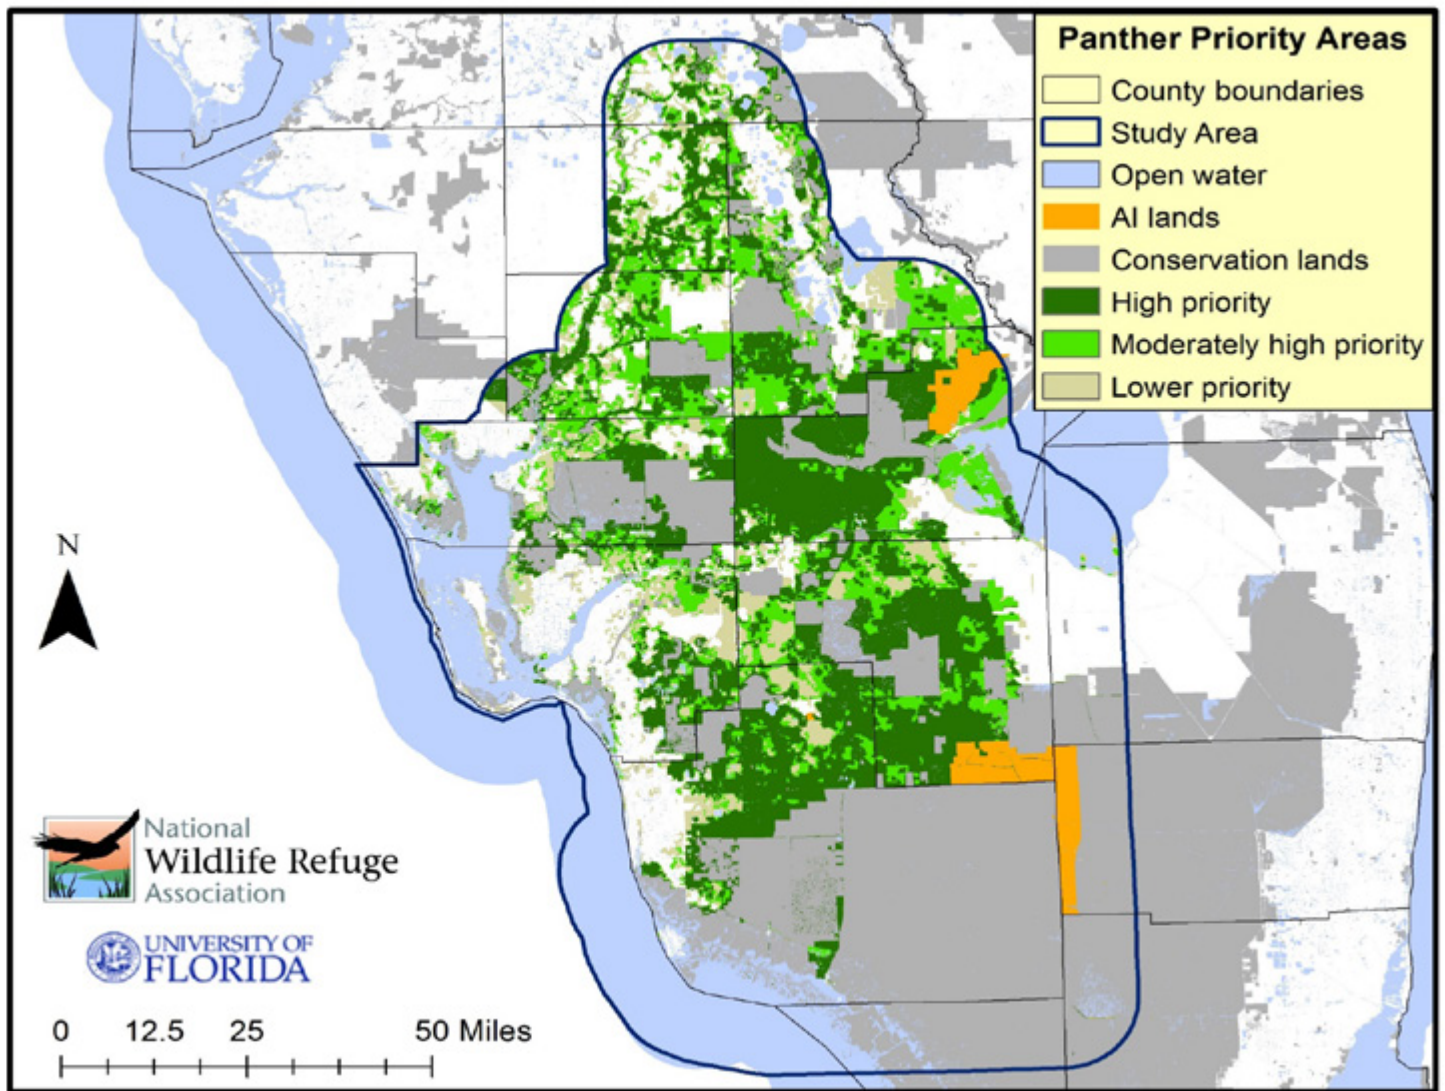 Panther Priority Areas
County boundaries
Study Area
Open water
AI lands
Conservation lands
High priority
Moderately high priority
Lower priority
N
National
Wildlife Refuge
Association
UNIVERSITY OF
FLORIDA
0 12.5 25 50 Miles